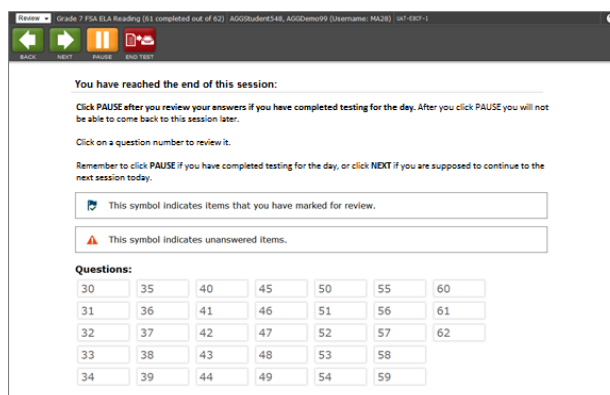 Review Grade 7 FSA ELA Reading (61 completed out of 62) AGGStudent548, AGGDemo99 (Username: MA28) UAT-E3CF-1
BACK NEXT PAUSE END TEST
You have reached the end of this session:
Click PAUSE after you review your answers if you have completed testing for the day. After you click PAUSE you will not
be able to come back to this session later.
Click on a question number to review it.
Remember to click PAUSE if you have completed testing for the day, or click NEXT if you are supposed to continue to the
next session today.
This symbol indicates items that you have marked for review.
This symbol indicates unanswered items.
Questions:
30 35 40 45 50 55 60
31 36 41 46 51 56 61
32 37 42 47 52 57 62
33 38 43 48 53 58
34 39 44 49 54 59